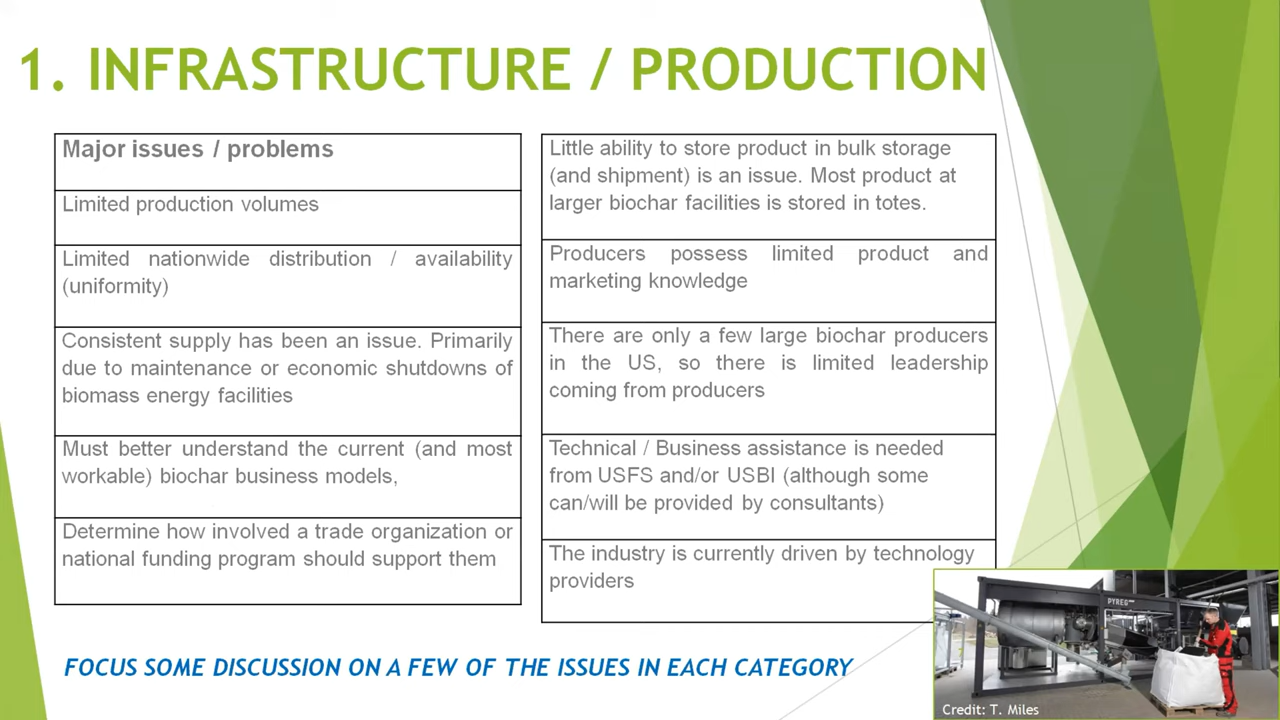 1. INFRASTRUCTURE / PRODUCTION
Major issues / problems
Limited production volumes
Limited nationwide distribution / availability
(uniformity)
Consistent supply has been an issue. Primarily
due to maintenance or economic shutdowns of
biomass energy facilities
Must better understand the current (and most
workable) biochar business models,
Determine how involved a trade organization or
national funding program should support them
Little ability to store product in bulk storage
(and shipment) is an issue. Most product at
larger biochar facilities is stored in totes.
Producers possess limited product and
marketing knowledge
There are only a few large biochar producers
in the US, so there is limited leadership
coming from producers
Technical / Business assistance is needed
from USFS and/or USBI (although some
can/will be provided by consultants)
The industry is currently driven by technology
providers
FOCUS SOME DISCUSSION ON A FEW OF THE ISSUES IN EACH CATEGORY
PYREG
Credit: T. Miles